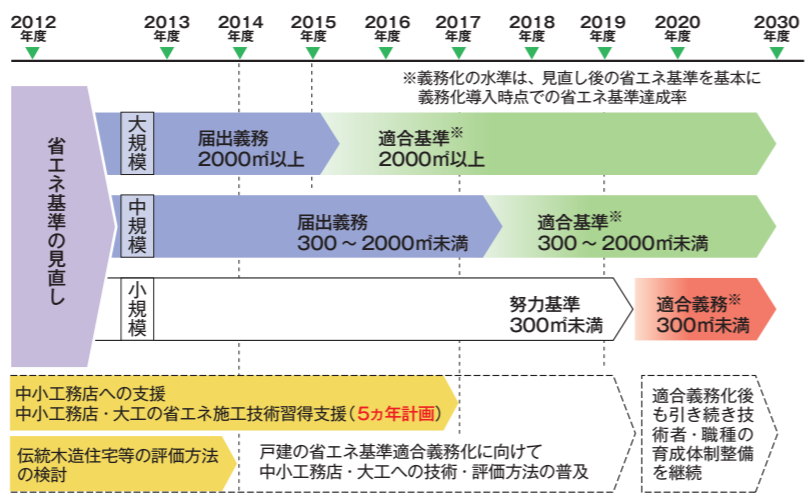 2012
年度
2013
年度
2014
年度
2015
年度
2016
年度
2017
年度
2019
年度
2020
年度
2030
年度
※義務化の水準は、見直し後の省エネ基準を基本に
義務化導入時点での省エネ基準達成率
省エネ基準の見直し
大規模
届出義務
2000㎡以上
適合基準※
2000㎡以上
中規模
届出義務
300～2000㎡未満
適合基準※
300～2000㎡未満
小規模
努力基準
300㎡未満
適合義務※
300㎡未満
中小工務店への支援
中小工務店・大工の省エネ施工技術習得支援（5ヵ年計画）
伝統木造住宅等の評価方法
の検討
戸建の省エネ基準適合義務化に向けて
中小工務店・大工への技術・評価方法の普及
適合義務化後
も引き続き技
術者・職種の
育成体制整備
を継続